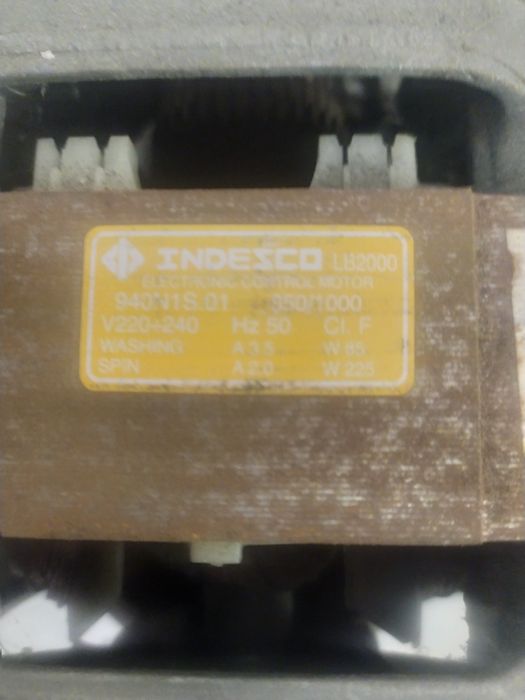 INDESCO LB2000
ELECTRONIC CONTROL MOTOR
940N1S.01 850/1000
V220÷240 Hz 50 Cl. F
WASHING A 3.5 W 85
SPIN A 2.0 W 225